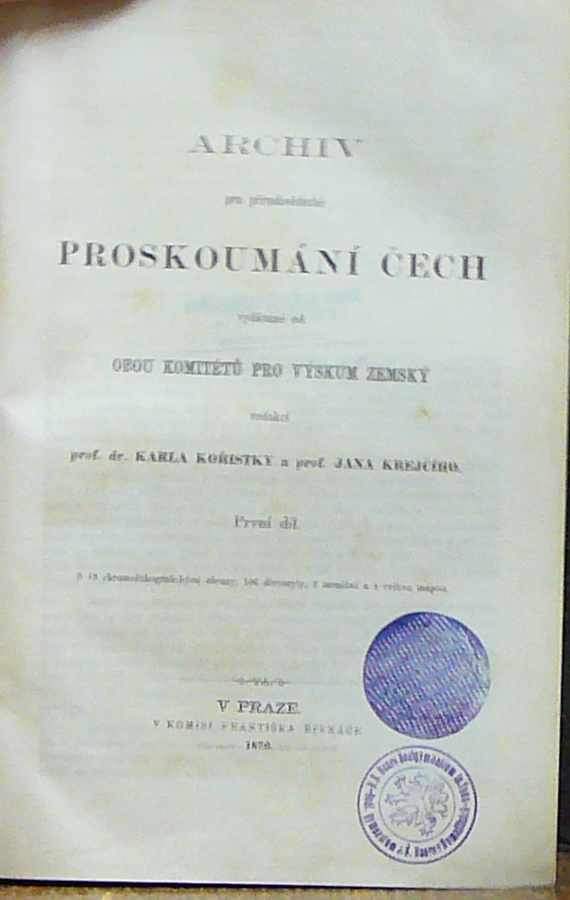 ARCHIV
pro přírodovědecké
PROSKOUMÁNÍ ČECH
vydávané od
OBOU KOMITÉTŮ PRO VÝSKUM ZEMSKÝ
redakcí
prof. dr. KARLA KOŘISTKY a prof. JANA KREJČÍHO.
První díl.
V PRAZE.
V KOMISI FRANTIŠKA ŘIVNÁČE